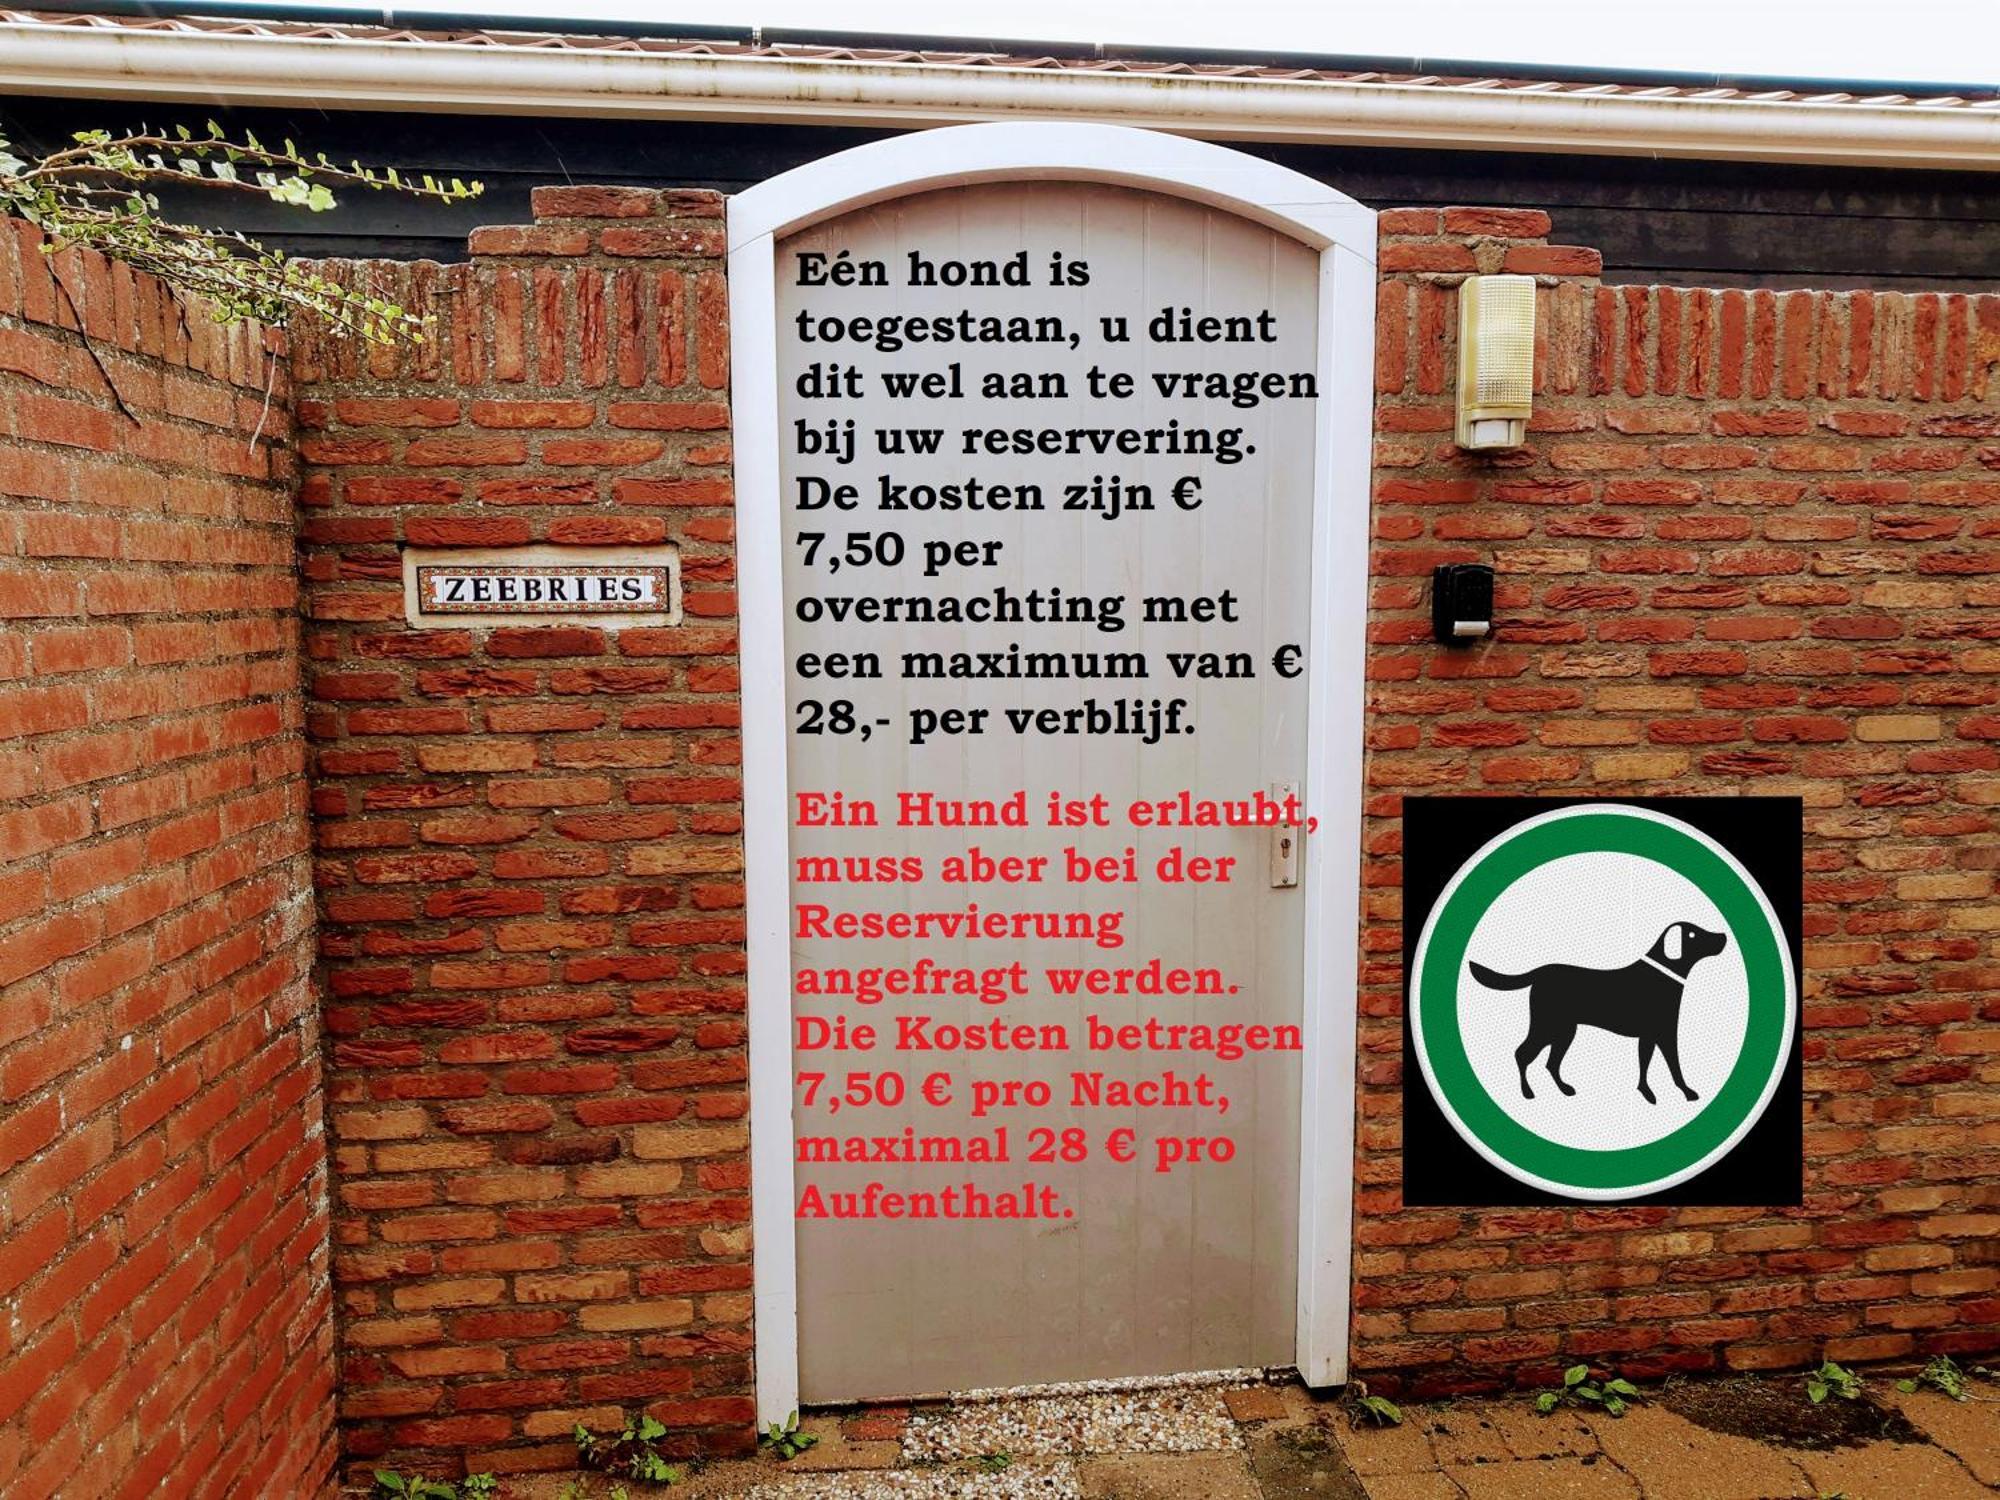 ZEEBRIES
Eén hond is
toegestaan, u dient
dit wel aan te vragen
bij uw reservering.
De kosten zijn €
7,50 per
overnachting met
een maximum van €
28,- per verblijf.
Ein Hund ist erlaubt,
muss aber bei der
Reservierung
angefragt werden.
Die Kosten betragen
7,50 € pro Nacht,
maximal 28 € pro
Aufenthalt.